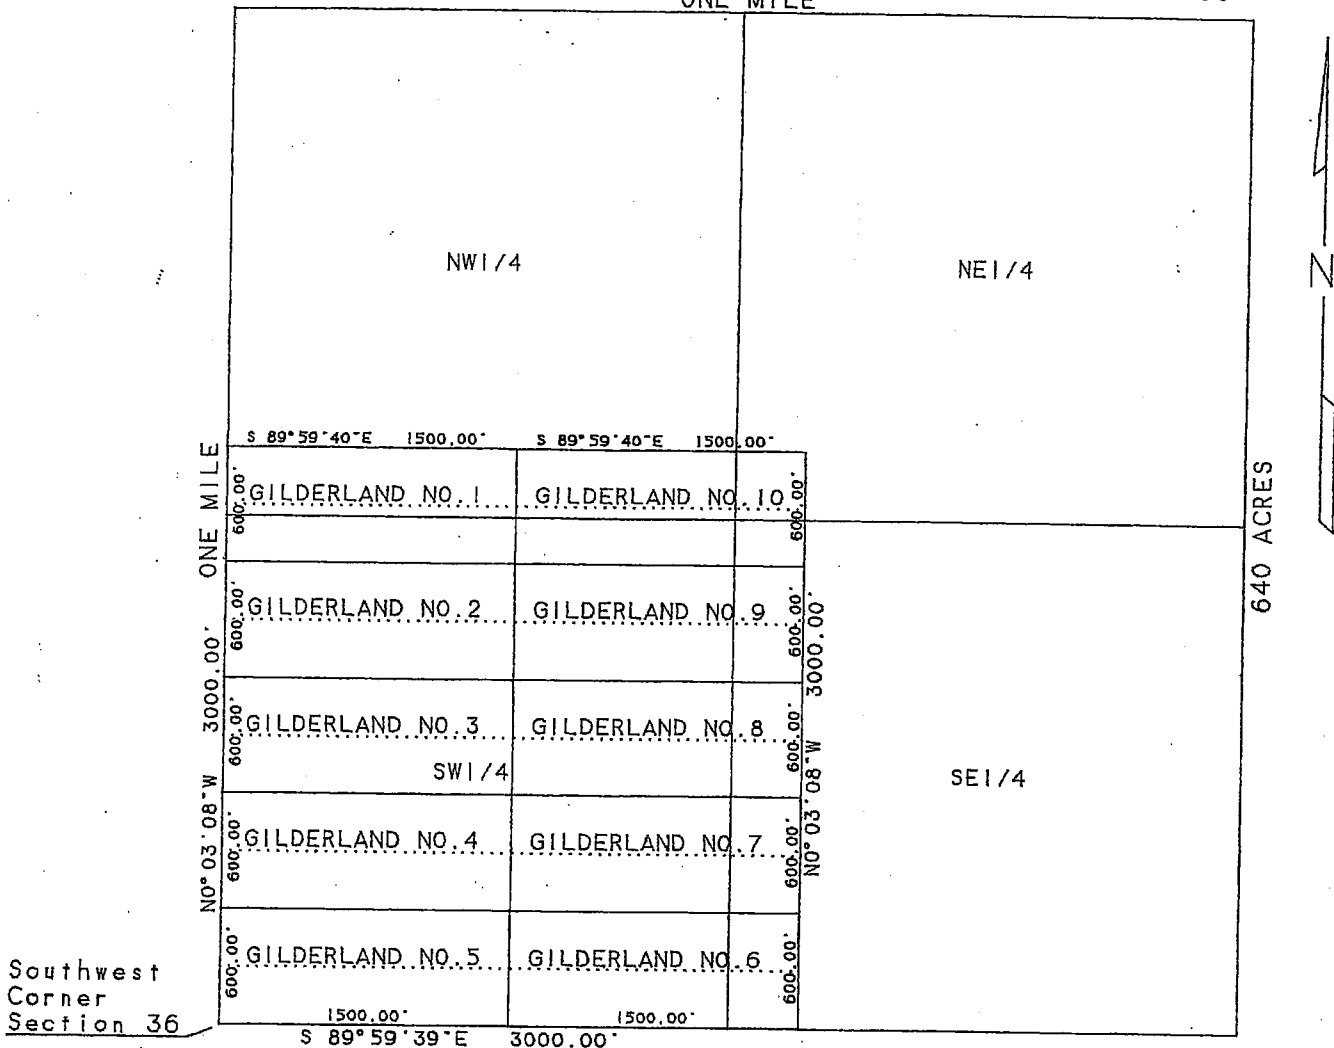 ONE MILE
NW1/4
NE1/4
N
S 89°59'40"E 1500.00' S 89°59'40"E 1500.00'
ONE MILE
640 ACRES
600.00' GILDERLAND NO. 1 GILDERLAND NO. 10 600.00'
600.00' GILDERLAND NO. 2 GILDERLAND NO. 9 600.00'
N0°03'08"W 3000.00'
N0°03'08"W 3000.00'
600.00' GILDERLAND NO. 3 GILDERLAND NO. 8 600.00'
SW1/4
SE1/4
600.00' GILDERLAND NO. 4 GILDERLAND NO. 7 600.00'
600.00' GILDERLAND NO. 5 GILDERLAND NO. 6 600.00'
Southwest
Corner
Section 36
1500.00' 1500.00'
S 89°59'39"E 3000.00'